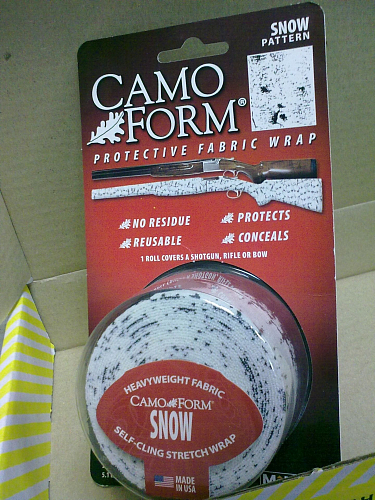 SNOW
PATTERN
CAMO
FORM®
PROTECTIVE FABRIC WRAP
NO RESIDUE
PROTECTS
REUSABLE
CONCEALS
1 ROLL COVERS A SHOTGUN, RIFLE OR BOW
HEAVYWEIGHT FABRIC
CAMO FORM®
SNOW
SELF-CLING STRETCH WRAP
MADE
IN USA